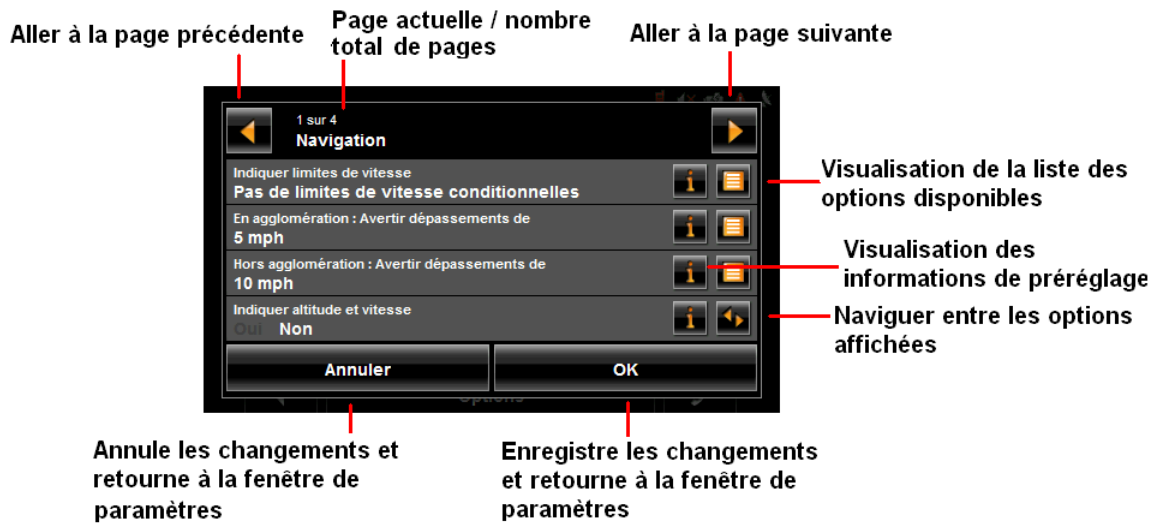 Aller à la page précédente
Page actuelle / nombre
total de pages
Aller à la page suivante
1 sur 4
Navigation
Indiquer limites de vitesse
Pas de limites de vitesse conditionnelles
En agglomération : Avertir dépassements de
5 mph
Hors agglomération : Avertir dépassements de
10 mph
Indiquer altitude et vitesse
Oui Non
Annuler
OK
Options
Visualisation de la liste des
options disponibles
Visualisation des
informations de préréglage
Naviguer entre les options
affichées
Annule les changements et
retourne à la fenêtre de
paramètres
Enregistre les changements
et retourne à la fenêtre de
paramètres